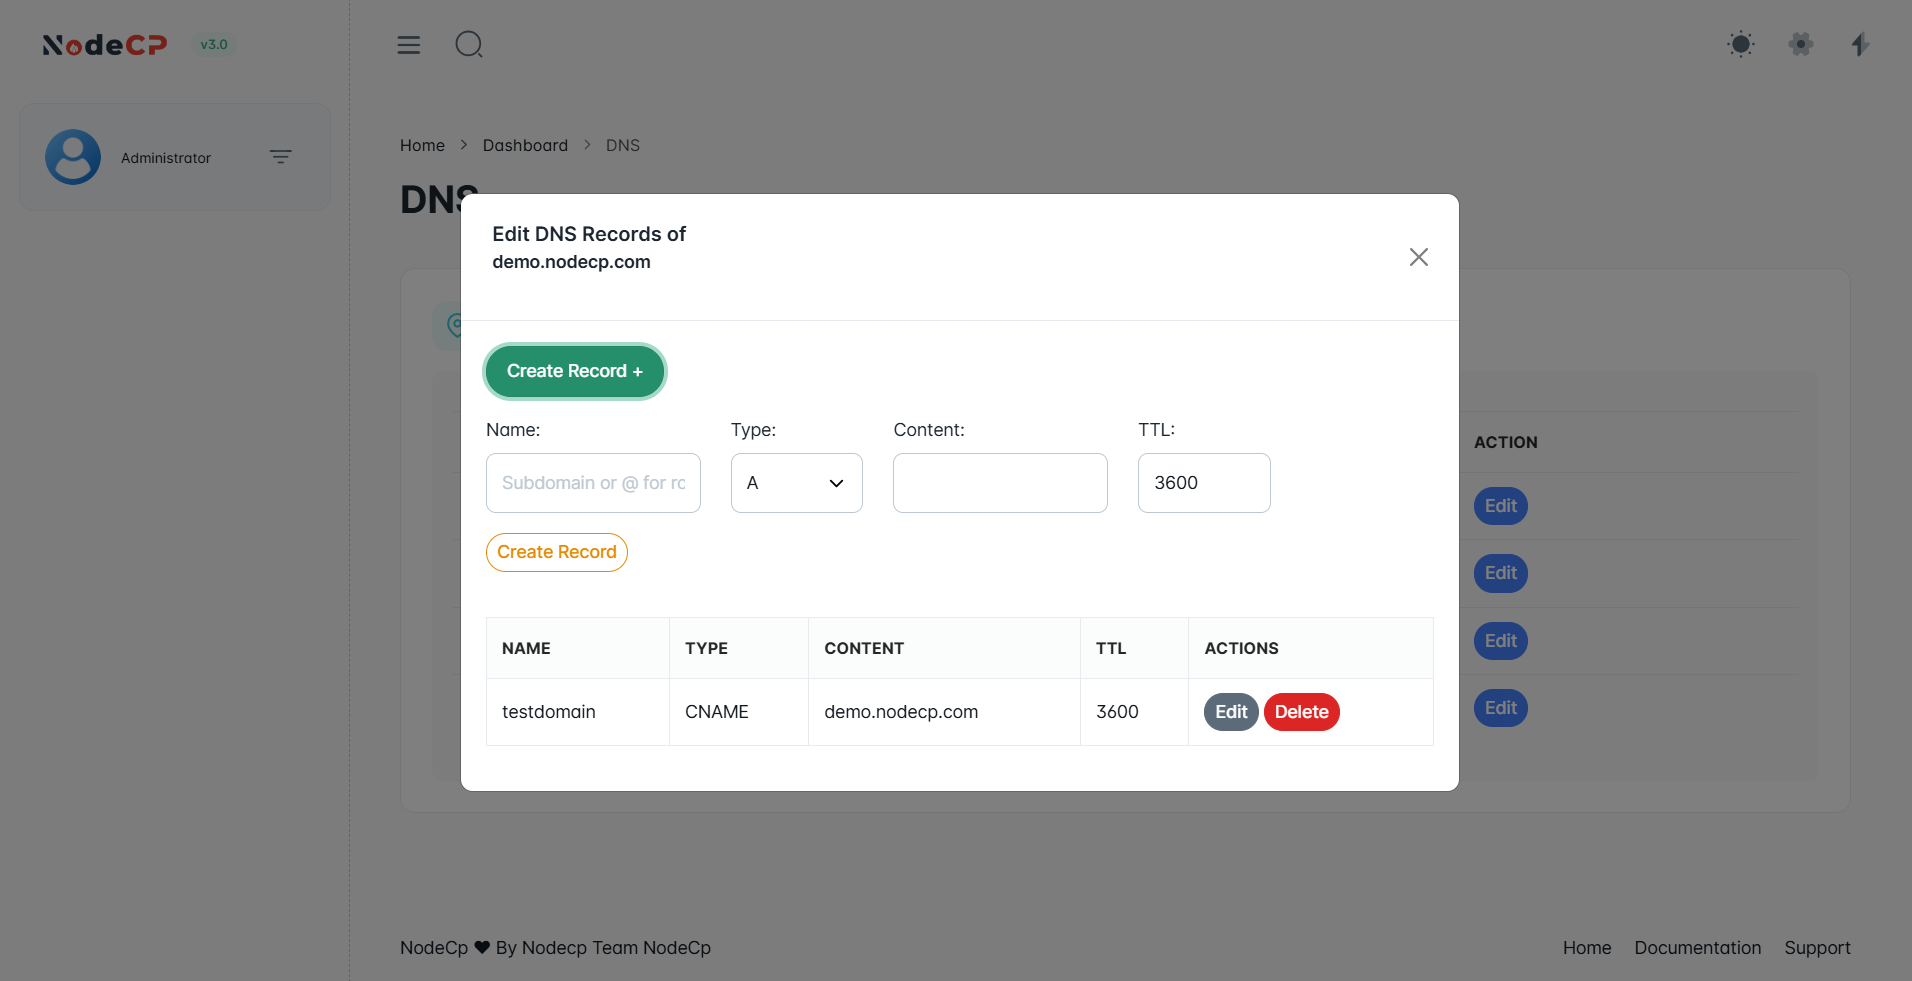 NodeCP v3.0
Administrator
Home > Dashboard > DNS
DNS
Edit DNS Records of
demo.nodecp.com
Create Record +
Name: Type: Content: TTL:
Subdomain or @ for ro A 3600
Create Record
NAME TYPE CONTENT TTL ACTIONS
testdomain CNAME demo.nodecp.com 3600 Edit Delete
ACTION
Edit
Edit
Edit
Edit
NodeCp ♥ By Nodecp Team NodeCp
Home Documentation Support